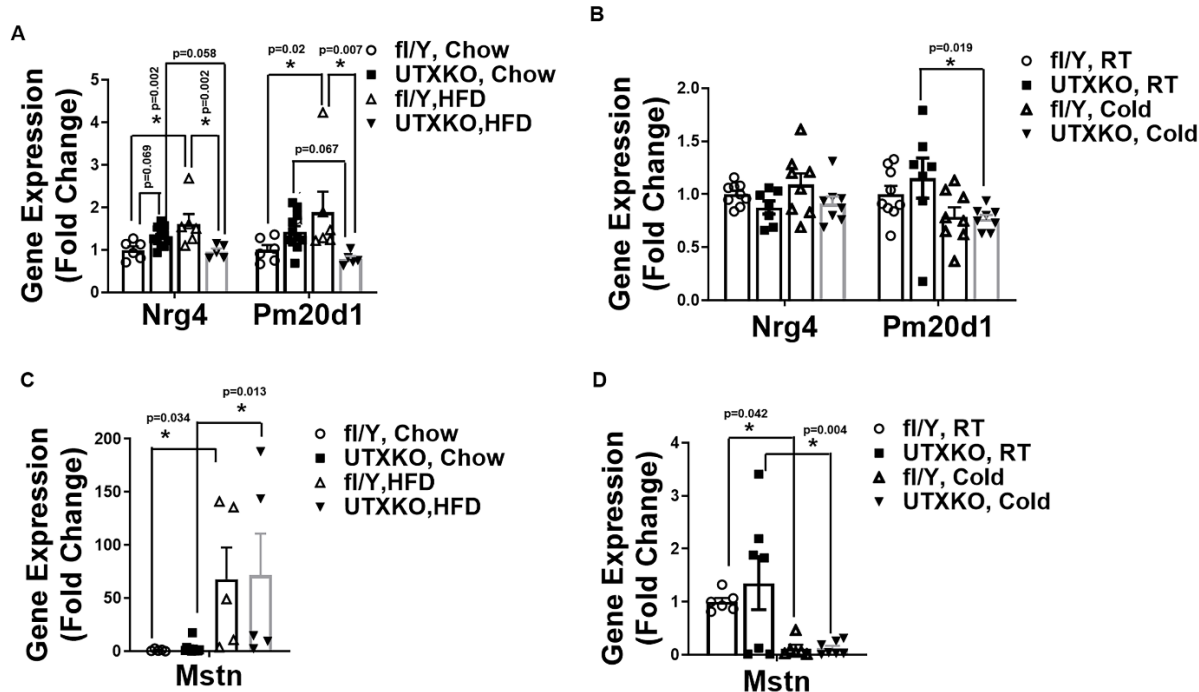 A
p=0.058
p=0.002
*
p=0.002
*
p=0.069
p=0.02
*
p=0.007
*
p=0.067
fl/Y, Chow
UTXKO, Chow
fl/Y,HFD
UTXKO,HFD
Gene Expression
(Fold Change)
5
4
3
2
1
0
Nrg4
Pm20d1
B
p=0.019
*
fl/Y, RT
UTXKO, RT
fl/Y, Cold
UTXKO, Cold
Gene Expression
(Fold Change)
2.0
1.5
1.0
0.5
0.0
Nrg4
Pm20d1
C
p=0.034
*
p=0.013
*
fl/Y, Chow
UTXKO, Chow
fl/Y,HFD
UTXKO,HFD
Gene Expression
(Fold Change)
200
150
100
50
0
Mstn
D
p=0.042
*
p=0.004
*
fl/Y, RT
UTXKO, RT
fl/Y, Cold
UTXKO, Cold
Gene Expression
(Fold Change)
4
3
2
1
0
Mstn